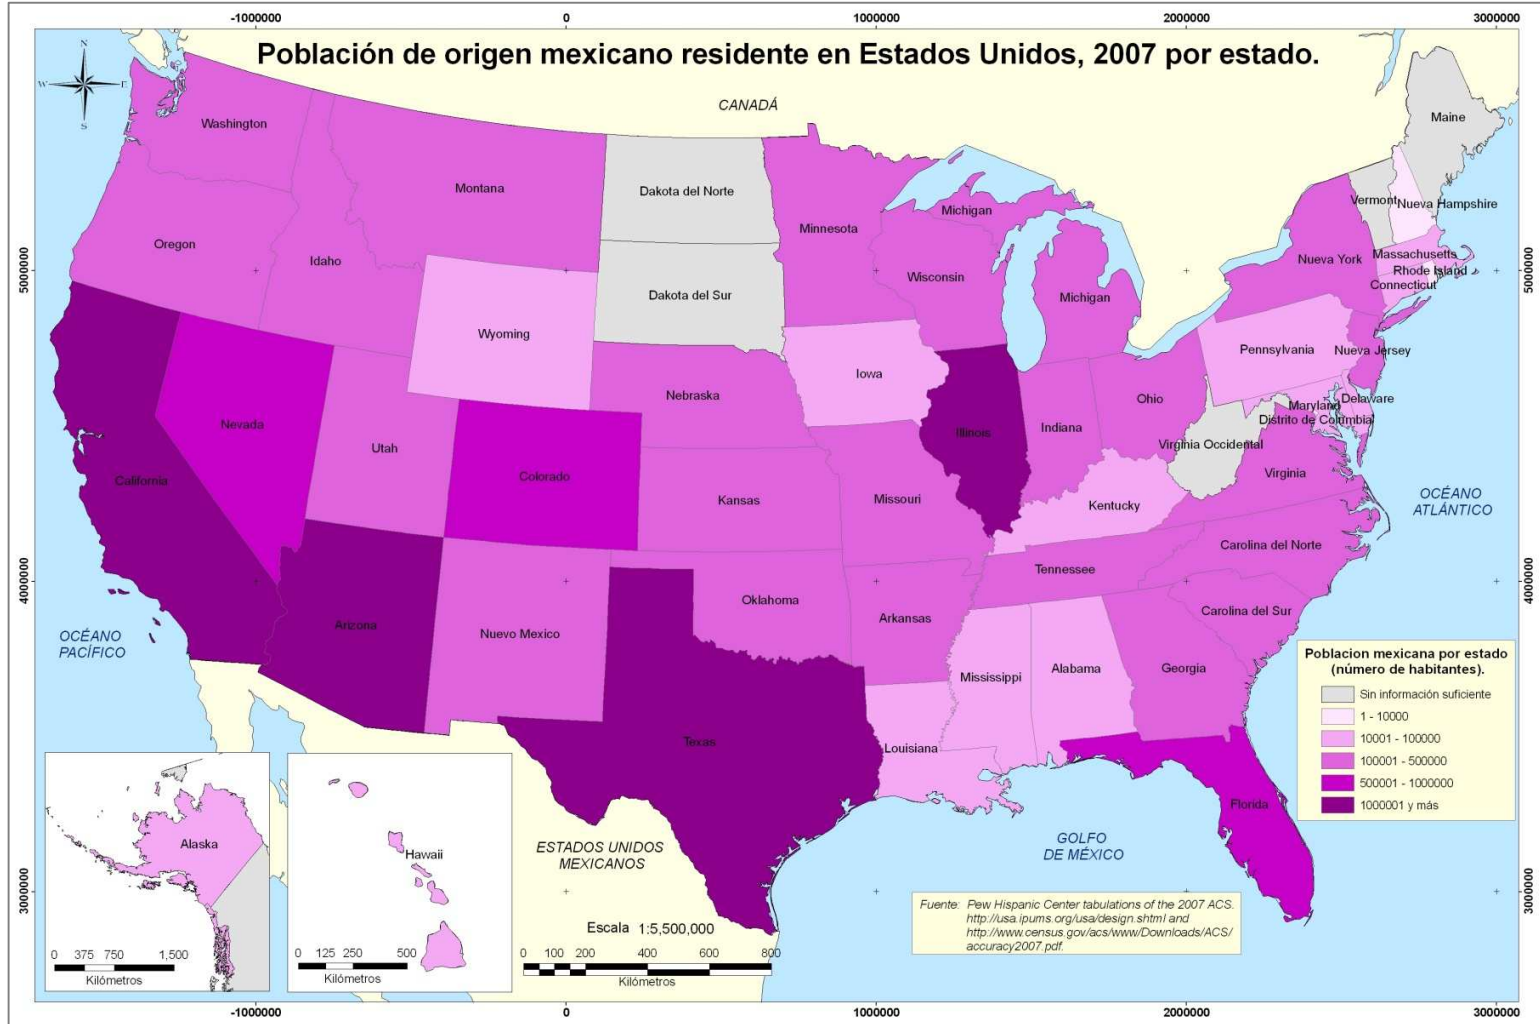 -1000000 0 1000000 2000000 3000000
Población de origen mexicano residente en Estados Unidos, 2007 por estado.
N
W E
S
CANADÁ
Washington
Montana
Dakota del Norte
Minnesota
Michigan
Maine
Vermont
Nueva Hampshire
Oregon
Idaho
Wisconsin
Nueva York
Massachusetts
Rhode Island
Connecticut
5000000
5000000
Dakota del Sur
Michigan
Wyoming
Iowa
Pennsylvania
Nueva Jersey
Nebraska
Ohio
Delaware
Maryland
Distrito de Columbia
Nevada
Utah
Illinois
Indiana
Virginia Occidental
Virginia
California
Colorado
Kansas
Missouri
Kentucky
OCÉANO
ATLÁNTICO
Carolina del Norte
Tennessee
4000000
4000000
Oklahoma
Arkansas
Carolina del Sur
Arizona
Nuevo Mexico
OCÉANO
PACÍFICO
Mississippi
Alabama
Georgia
Texas
Louisiana
Florida
Poblacion mexicana por estado
(número de habitantes).
Sin información suficiente
1 - 10000
10001 - 100000
100001 - 500000
500001 - 1000000
1000001 y más
Alaska
0 375 750 1,500
Kilómetros
Hawaii
0 125 250 500
Kilómetros
ESTADOS UNIDOS
MEXICANOS
GOLFO
DE MÉXICO
3000000
3000000
Escala 1:5,500,000
0 100 200 400 600 800
Kilómetros
Fuente: Pew Hispanic Center tabulations of the 2007 ACS.
http://usa.ipums.org/usa/design.shtml and
http://www.census.gov/acs/www/Downloads/ACS/
accuracy2007.pdf.
-1000000 0 1000000 2000000 3000000